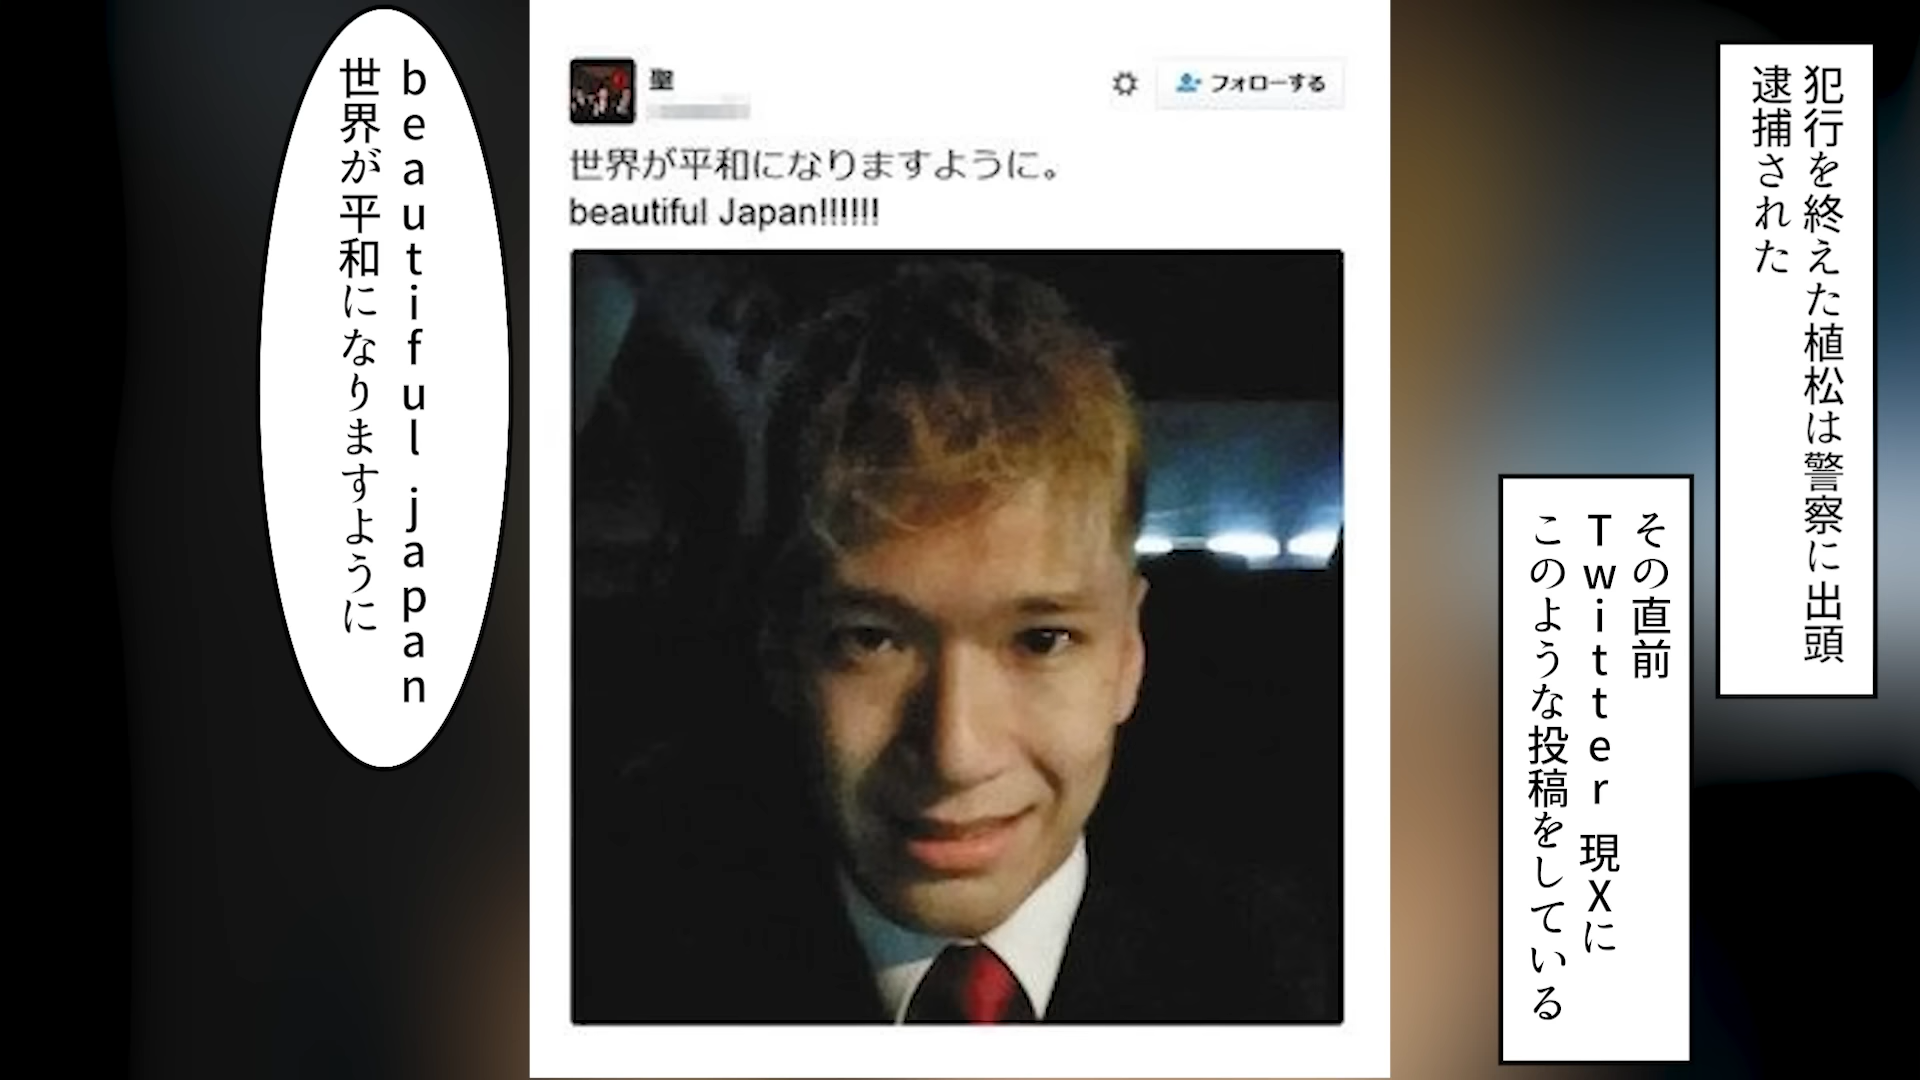 犯行を終えた植松は警察に出頭
逮捕された
その直前
Twitter 現Xに
このような投稿をしている
聖
フォローする
世界が平和になりますように。
beautiful Japan!!!!!!
beautiful japan
世界が平和になりますように